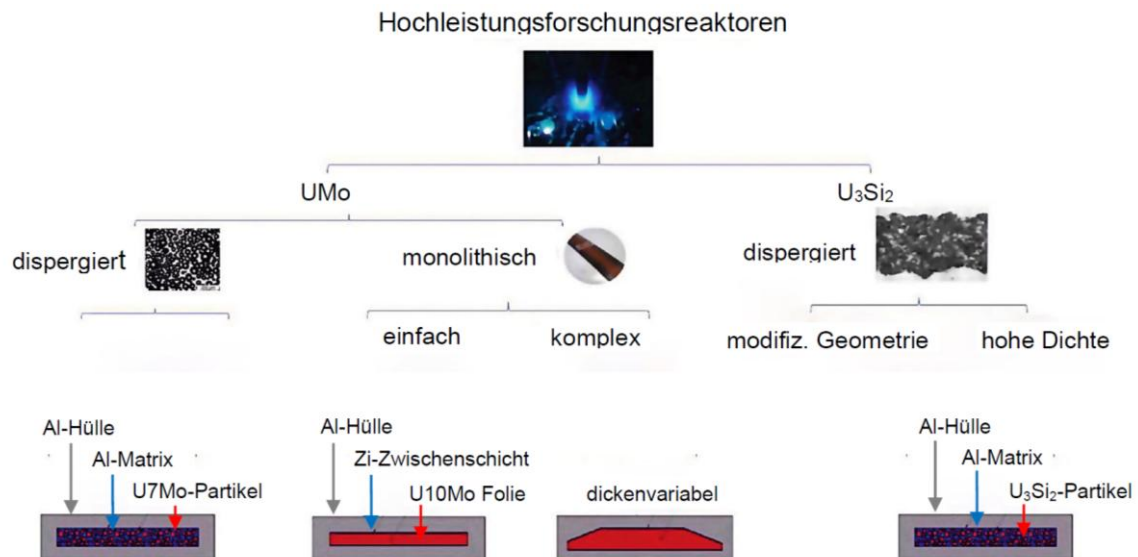 Hochleistungsforschungsreaktoren
UMo
U₃Si₂
dispergiert
monolithisch
dispergiert
einfach
komplex
modifiz. Geometrie
hohe Dichte
Al-Hülle
Al-Matrix
U7Mo-Partikel
Al-Hülle
Zi-Zwischenschicht
U10Mo Folie
dickenvariabel
Al-Hülle
Al-Matrix
U₃Si₂-Partikel